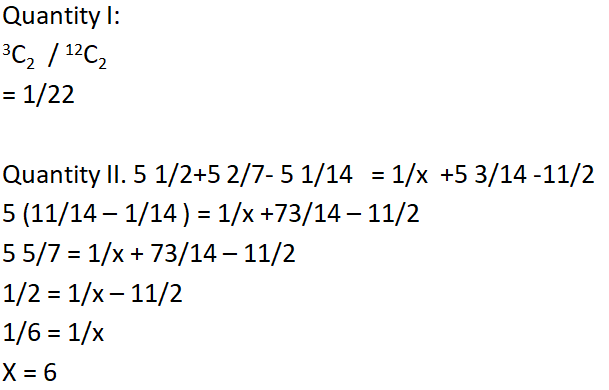 Quantity I:
³C₂ / ¹²C₂
= 1/22
Quantity II. 5 1/2+5 2/7- 5 1/14 = 1/x +5 3/14 -11/2
5 (11/14 – 1/14 ) = 1/x +73/14 – 11/2
5 5/7 = 1/x + 73/14 – 11/2
1/2 = 1/x – 11/2
1/6 = 1/x
X = 6